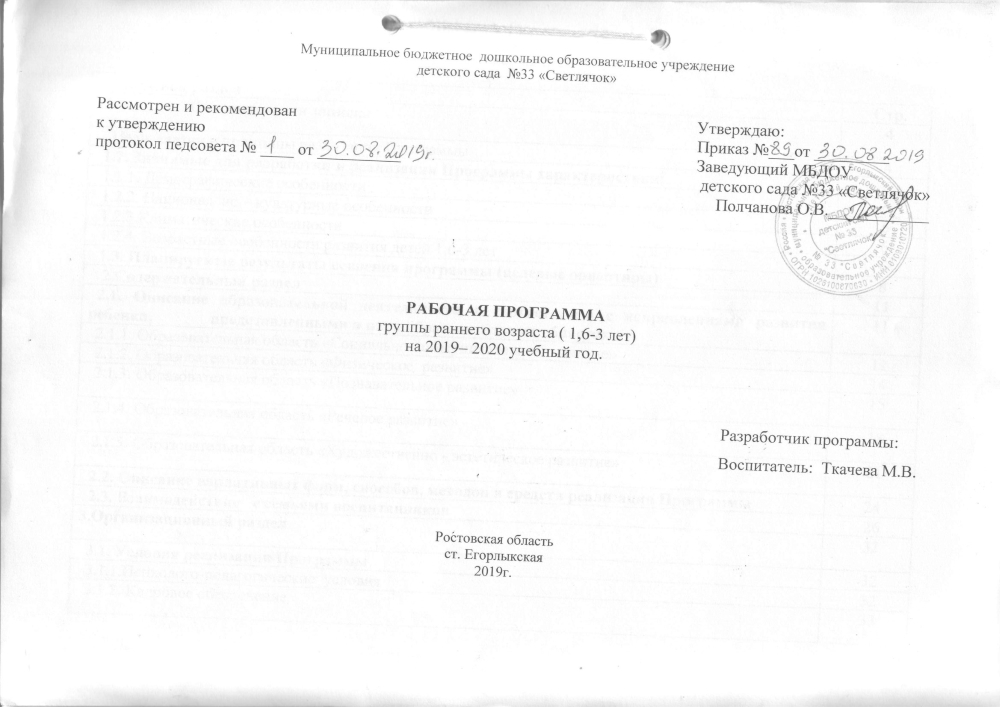 Муниципальное бюджетное дошкольное образовательное учреждение
детского сада №33 «Светлячок»
Рассмотрен и рекомендован
к утверждению
протокол педсовета № 1 от 30.08.2019г.
Утверждаю:
Приказ №89 от 30.08 2019
Заведующий МБДОУ
детского сада №33 «Светлячок»
Полчанова О.В.
РАБОЧАЯ ПРОГРАММА
группы раннего возраста ( 1,6-3 лет)
на 2019– 2020 учебный год.
Разработчик программы:
Воспитатель: Ткачева М.В.
Ростовская область
ст. Егорлыкская
2019г.